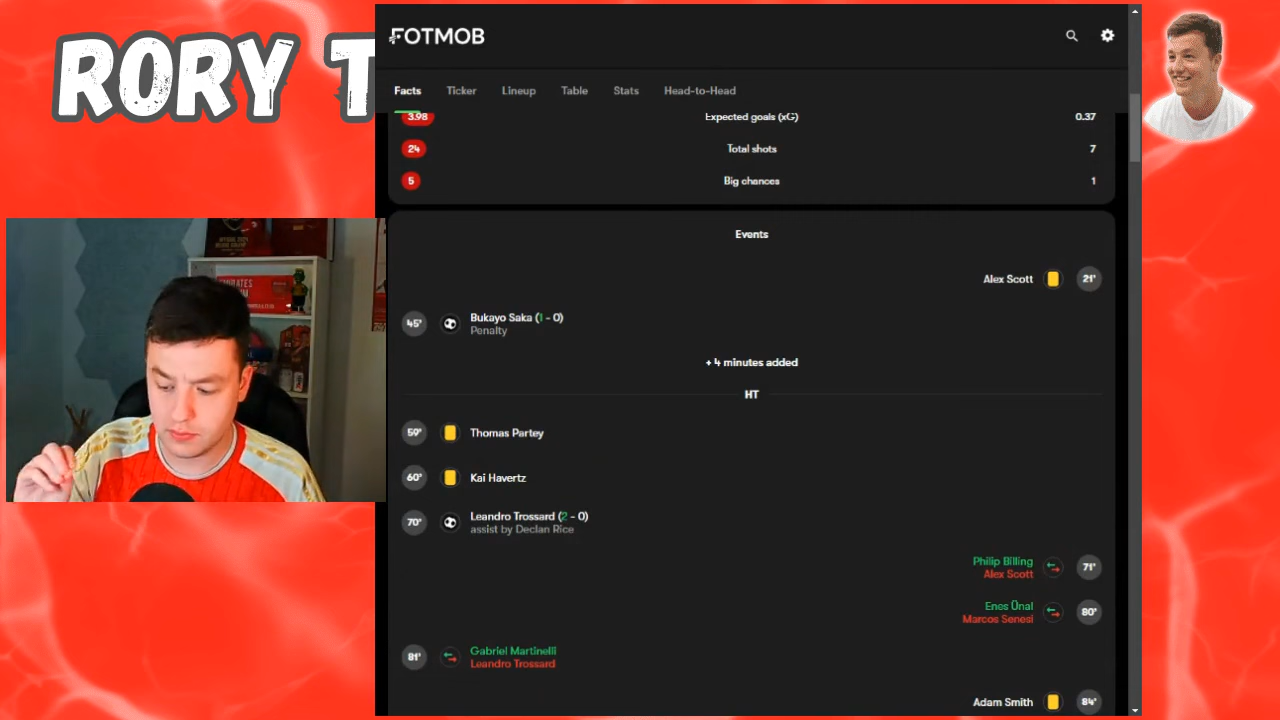 RORY T
FOTMOB
Facts Ticker Lineup Table Stats Head-to-Head
3.98 Expected goals (xG) 0.37
24 Total shots 7
5 Big chances 1
Events
Alex Scott 21'
45' Bukayo Saka (1 - 0)
Penalty
+ 4 minutes added
HT
59' Thomas Partey
60' Kai Havertz
70' Leandro Trossard (2 - 0)
assist by Declan Rice
Philip Billing
Alex Scott 71'
Enes Ünal
Marcos Senesi 80'
81' Gabriel Martinelli
Leandro Trossard
Adam Smith 84'